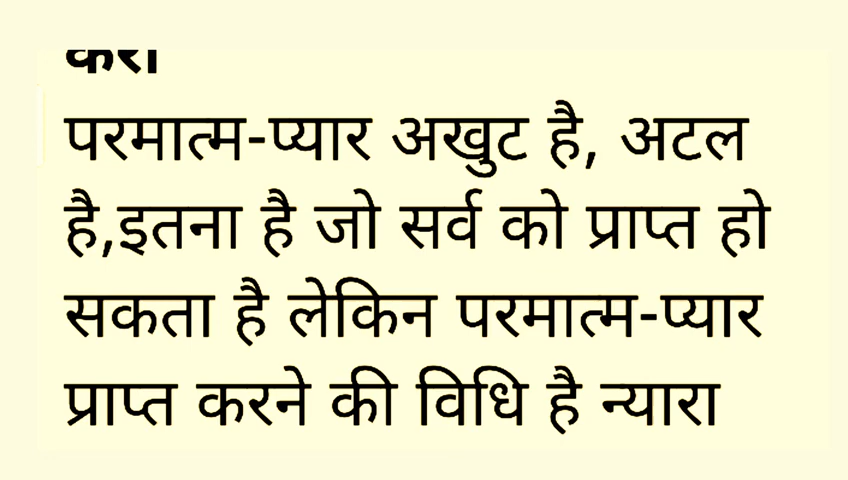 परमात्म-प्यार अखुट है, अटल
है,इतना है जो सर्व को प्राप्त हो
सकता है लेकिन परमात्म-प्यार
प्राप्त करने की विधि है न्यारा